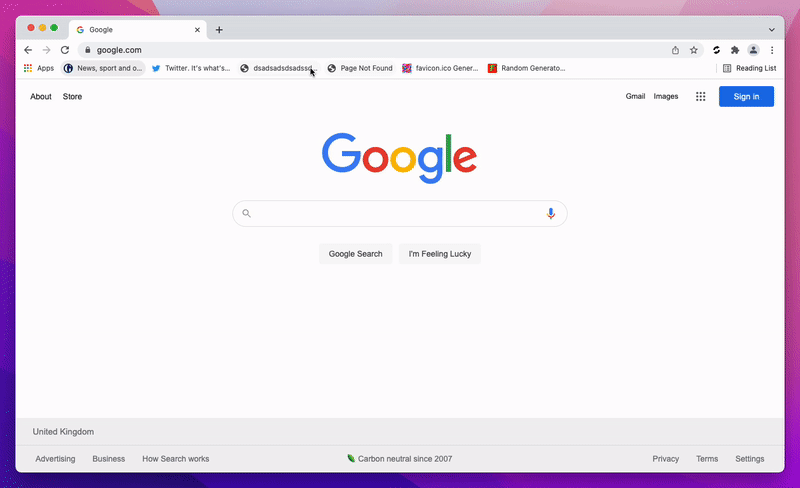 Google
google.com
Apps News, sport and o... Twitter. It's what's... dsadsadsdsadssd... Page Not Found favicon.ico Gener... Random Generato... Reading List
About Store Gmail Images Sign in
Google
Google Search I'm Feeling Lucky
United Kingdom
Advertising Business How Search works Carbon neutral since 2007 Privacy Terms Settings